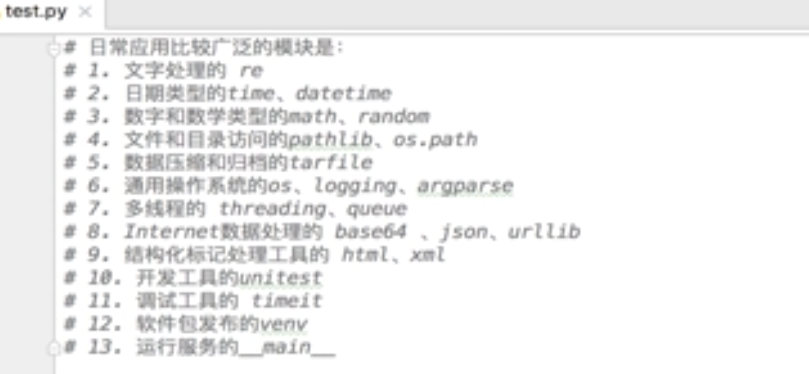 test.py
# 日常应用比较广泛的模块是：
# 1. 文字处理的 re
# 2. 日期类型的time、datetime
# 3. 数字和数学类型的math、random
# 4. 文件和目录访问的pathlib、os.path
# 5. 数据压缩和归档的tarfile
# 6. 通用操作系统的os、logging、argparse
# 7. 多线程的 threading、queue
# 8. Internet数据处理的 base64 、json、urllib
# 9. 结构化标记处理工具的 html、xml
# 10. 开发工具的unitest
# 11. 调试工具的 timeit
# 12. 软件包发布的venv
# 13. 运行服务的__main__